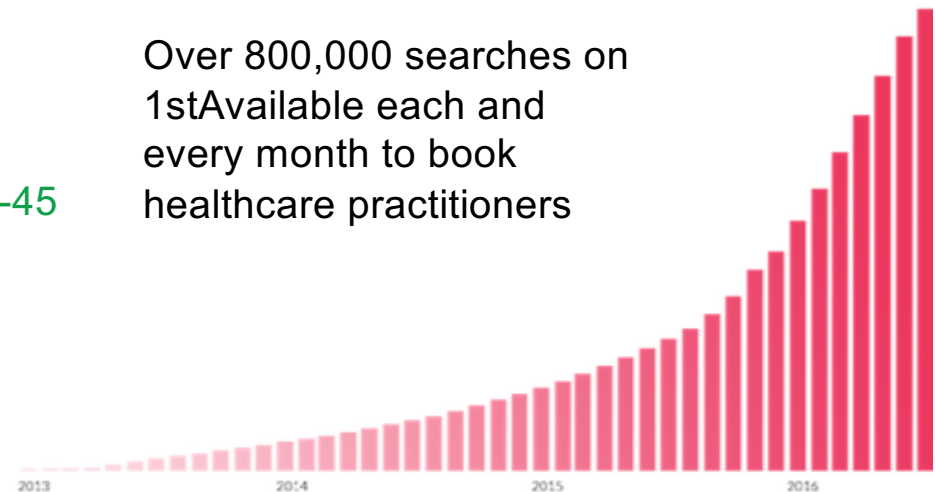 Over 800,000 searches on
1stAvailable each and
every month to book
-45
healthcare practitioners
2013
2014
2015
2016